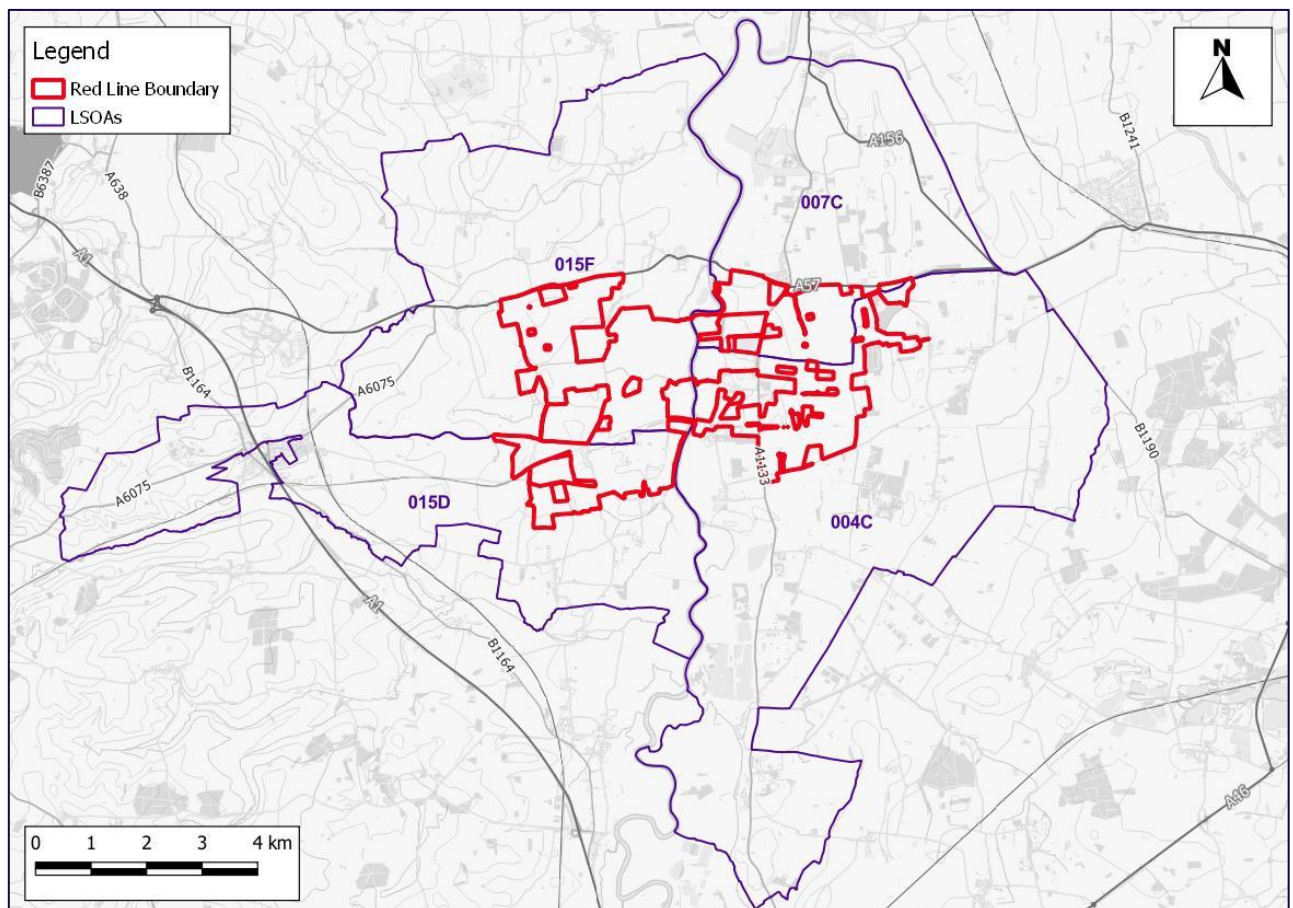 Legend
Red Line Boundary
LSOAs
N
B6387
A638
A1
A156
B1241
007C
015F
A57
B1164
A6075
B1190
A6075
A1133
015D
004C
A1
B1164
A46
0 1 2 3 4 km